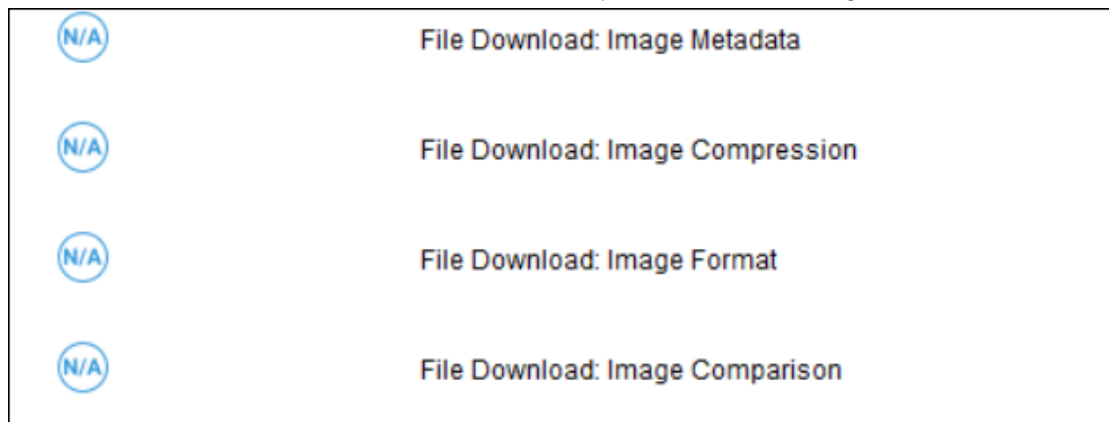 N/A File Download: Image Metadata
N/A File Download: Image Compression
N/A File Download: Image Format
N/A File Download: Image Comparison